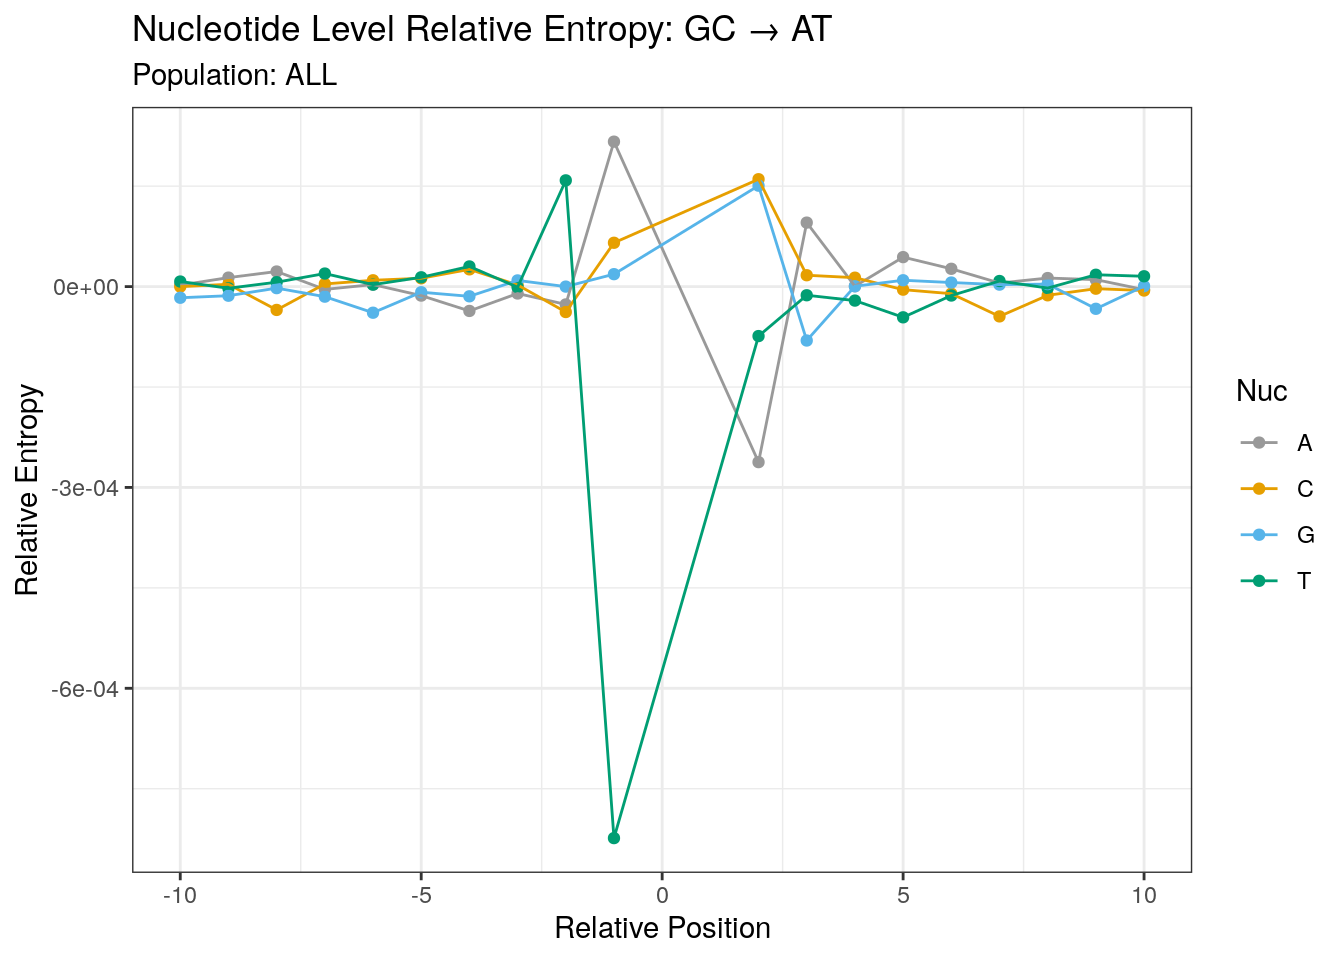 Nucleotide Level Relative Entropy: GC → AT
Population: ALL
Relative Entropy
0e+00
-3e-04
-6e-04
-10
-5
0
5
10
Relative Position
Nuc
A
C
G
T